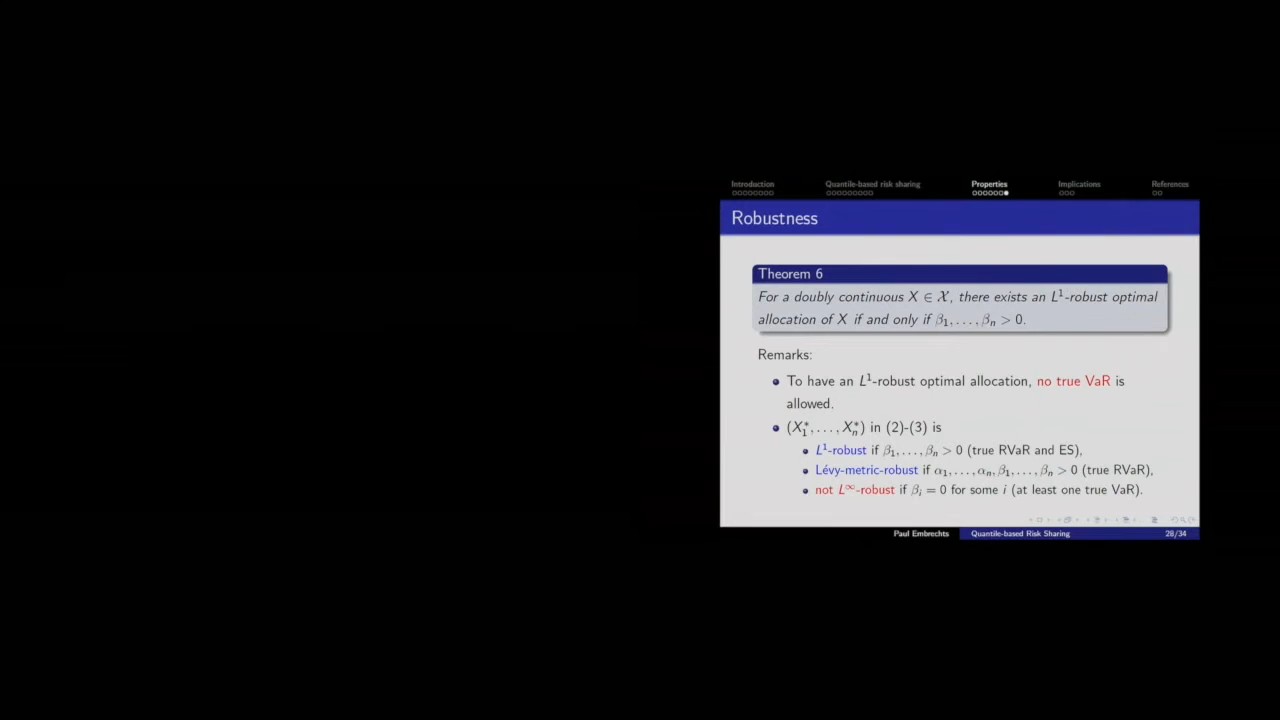 Introduction Quantile-based risk sharing Properties Implications References
Robustness
Theorem 6
For a doubly continuous X ∈ 𝒳, there exists an L¹-robust optimal
allocation of X if and only if β₁, . . . , βₙ > 0.
Remarks:
To have an L¹-robust optimal allocation, no true VaR is
allowed.
(X₁*, . . . , Xₙ*) in (2)-(3) is
L¹-robust if β₁, . . . , βₙ > 0 (true RVaR and ES),
Lévy-metric-robust if α₁, . . . , αₙ, β₁, . . . , βₙ > 0 (true RVaR),
not L^∞-robust if βᵢ = 0 for some i (at least one true VaR).
Paul Embrechts Quantile-based Risk Sharing 28/34